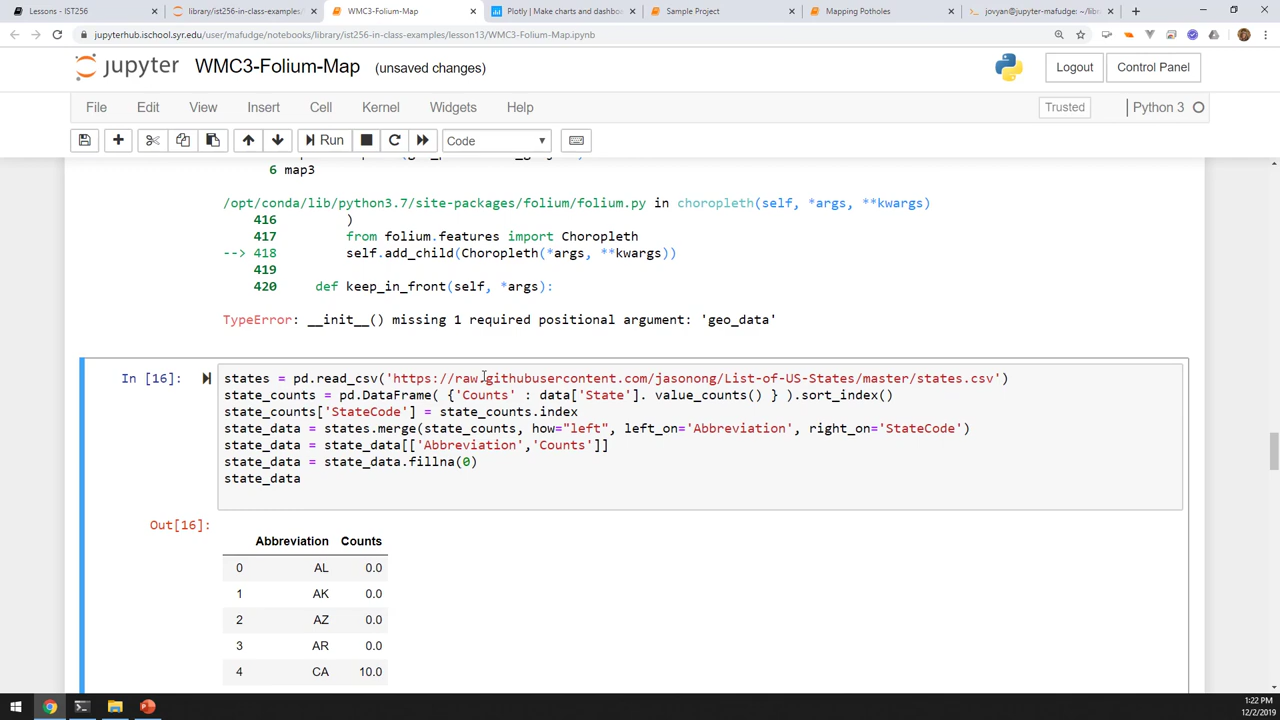 Lessons - IST256
library/ist256-in-class-examples/
WMC3-Folium-Map
Plotly | Make charts and dashbo
Sample Project
Mapping Potholes
jovyan@jupyter-mafudge: ~/libra
jupyterhub.ischool.syr.edu/user/mafudge/notebooks/library/ist256-in-class-examples/lesson13/WMC3-Folium-Map.ipynb
jupyter WMC3-Folium-Map (unsaved changes)
Logout Control Panel
File Edit View Insert Cell Kernel Widgets Help
Trusted Python 3
Run Code
6 map3
/opt/conda/lib/python3.7/site-packages/folium/folium.py in choropleth(self, *args, **kwargs)
416 )
417 from folium.features import Choropleth
--> 418 self.add_child(Choropleth(*args, **kwargs))
419
420 def keep_in_front(self, *args):
TypeError: __init__() missing 1 required positional argument: 'geo_data'
In [16]: states = pd.read_csv('https://raw.githubusercontent.com/jasonong/List-of-US-States/master/states.csv')
state_counts = pd.DataFrame( {'Counts' : data['State']. value_counts() } ).sort_index()
state_counts['StateCode'] = state_counts.index
state_data = states.merge(state_counts, how="left", left_on='Abbreviation', right_on='StateCode')
state_data = state_data[['Abbreviation','Counts']]
state_data = state_data.fillna(0)
state_data
Out[16]:
Abbreviation Counts
0 AL 0.0
1 AK 0.0
2 AZ 0.0
3 AR 0.0
4 CA 10.0
1:22 PM
12/2/2019